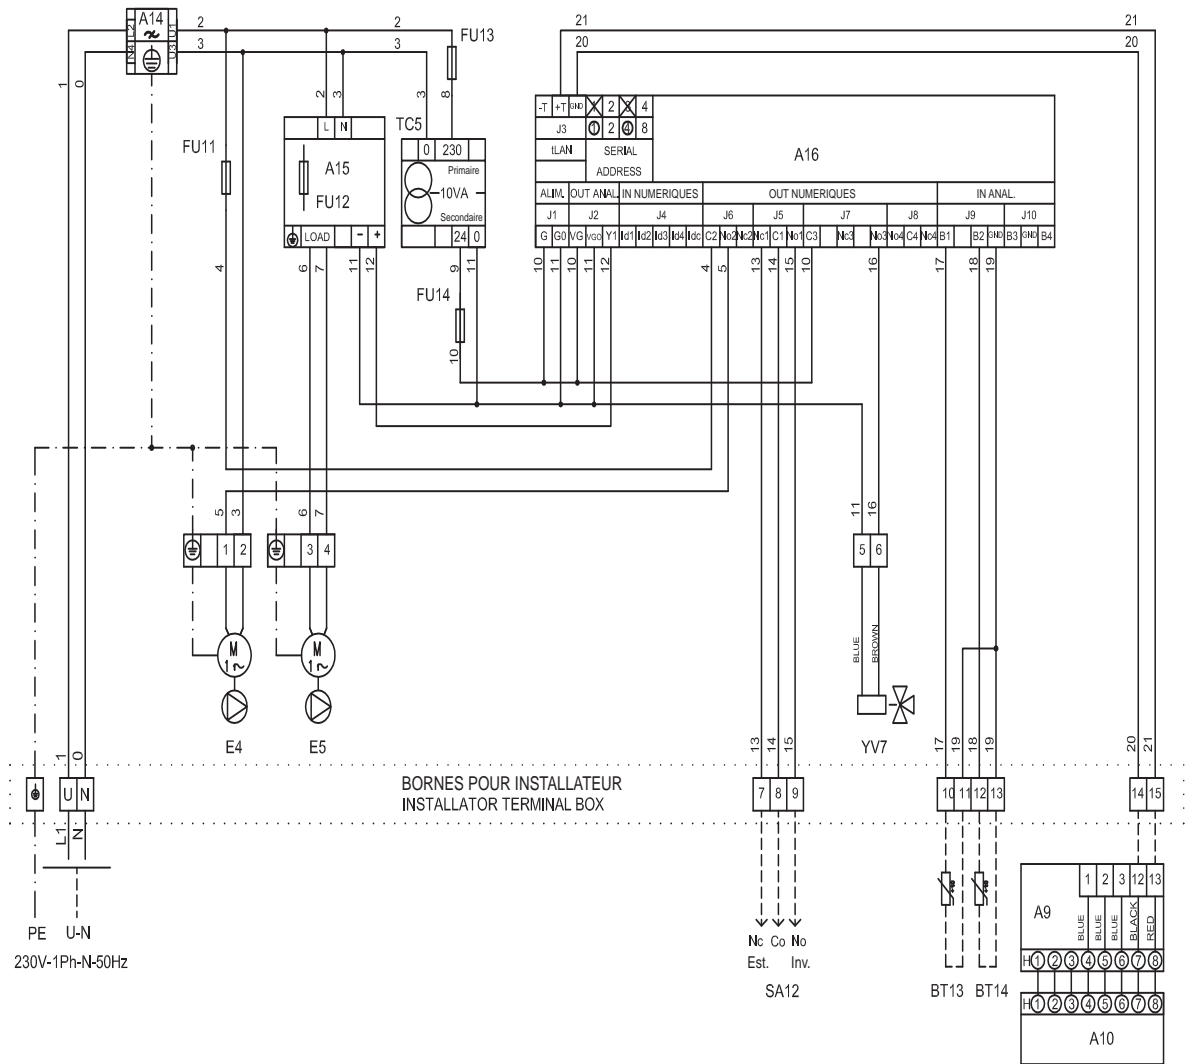 A14
L2 U1
N4 U3
2 2
3 3
FU13
21 21
20 20
1 0
2 3
3 8
-T +T GND 1 2 3 4
J3 1 2 4 8
tLAN SERIAL
ADDRESS
A16
FU11
L N
A15
FU12
LOAD - +
TC5
0 230
Primaire
10VA
Secondaire
24 0
ALIM. OUT ANAL. IN NUMERIQUES OUT NUMERIQUES IN ANAL.
J1 J2 J4 J6 J5 J7 J8 J9 J10
G G0 VG VG0 Y1 Id1 Id2 Id3 Id4 Idc C2 No2 Nc2 Nc1 C1 No1 C3 Nc3 No3 No4 C4 Nc4 B1 B2 GND B3 GND B4
4 6 7 11 12 9 11 10 11 10 11 12 4 5 13 14 15 10 16 17 18 19
FU14
10
5 3 6 7
11 16
1 2 3 4
5 6
M
1~
M
1~
BLUE
BROWN
E4 E5
YV7
1 0 13 14 15 17 19 18 19 20 21
BORNES POUR INSTALLATEUR
INSTALLATOR TERMINAL BOX
U N
7 8 9
10 11 12 13
14 15
L1 N
PE U-N
230V-1Ph-N-50Hz
Nc Co No
Est. Inv.
SA12
BT13 BT14
1 2 3 12 13
A9
BLUE BLUE BLUE BLACK RED
H 1 2 3 4 5 6 7 8
H 1 2 3 4 5 6 7 8
A10